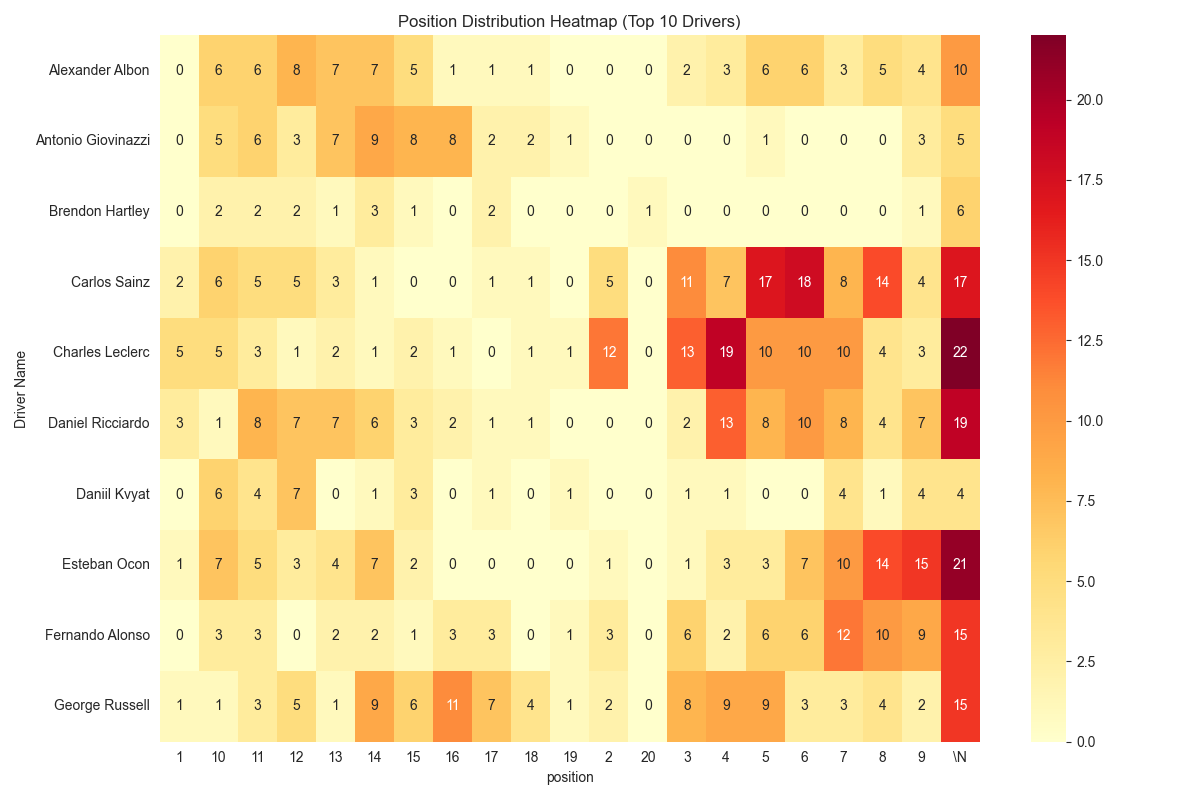 Position Distribution Heatmap (Top 10 Drivers)
Alexander Albon 0 6 6 8 7 7 5 1 1 1 0 0 0 2 3 6 6 3 5 4 10
Antonio Giovinazzi 0 5 6 3 7 9 8 8 2 2 1 0 0 0 0 1 0 0 0 3 5
Brendon Hartley 0 2 2 2 1 3 1 0 2 0 0 0 1 0 0 0 0 0 0 1 6
Carlos Sainz 2 6 5 5 3 1 0 0 1 1 0 5 0 11 7 17 18 8 14 4 17
Charles Leclerc 5 5 3 1 2 1 2 1 0 1 1 12 0 13 19 10 10 10 4 3 22
Daniel Ricciardo 3 1 8 7 7 6 3 2 1 1 0 0 0 2 13 8 10 8 4 7 19
Daniil Kvyat 0 6 4 7 0 1 3 0 1 0 1 0 0 1 1 0 0 4 1 4 4
Esteban Ocon 1 7 5 3 4 7 2 0 0 0 0 1 0 1 3 3 7 10 14 15 21
Fernando Alonso 0 3 3 0 2 2 1 3 3 0 1 3 0 6 2 6 6 12 10 9 15
George Russell 1 1 3 5 1 9 6 11 7 4 1 2 0 8 9 9 3 3 4 2 15
1 10 11 12 13 14 15 16 17 18 19 2 20 3 4 5 6 7 8 9 \N
position
Driver Name
20.0
17.5
15.0
12.5
10.0
7.5
5.0
2.5
0.0